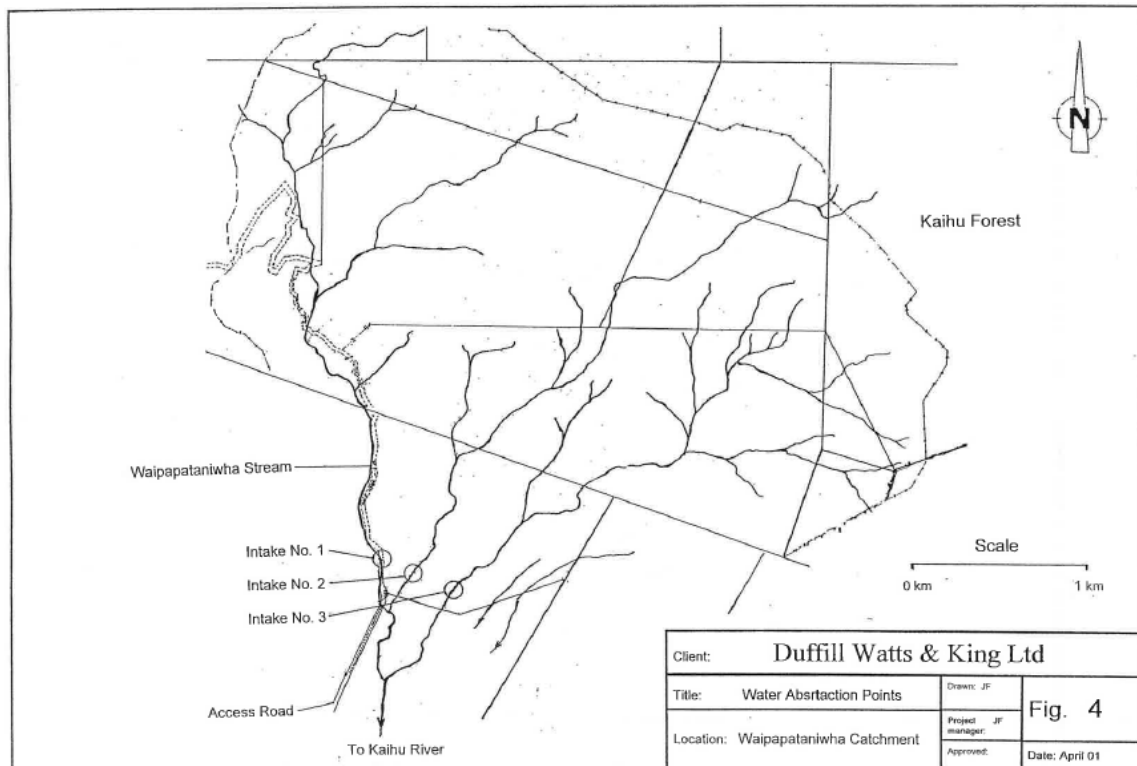 N
Kaihu Forest
Waipapataniwha Stream
Intake No. 1
Intake No. 2
Intake No. 3
Scale
0 km 1 km
Access Road
To Kaihu River
Client: Duffill Watts & King Ltd
Title: Water Absrtaction Points
Location: Waipapataniwha Catchment
Drawn: JF
Project JF
manager:
Approved:
Fig. 4
Date: April 01